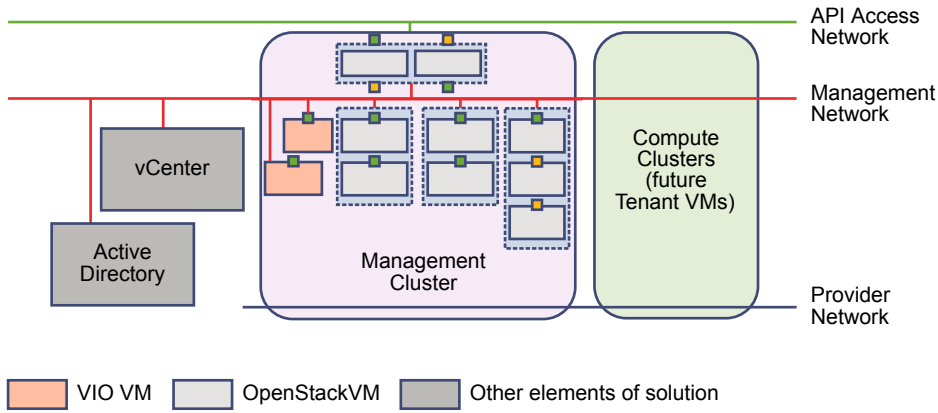 API Access
Network
Management
Network
vCenter
Compute
Clusters
(future
Tenant VMs)
Active
Directory
Management
Cluster
Provider
Network
VIO VM
OpenStackVM
Other elements of solution